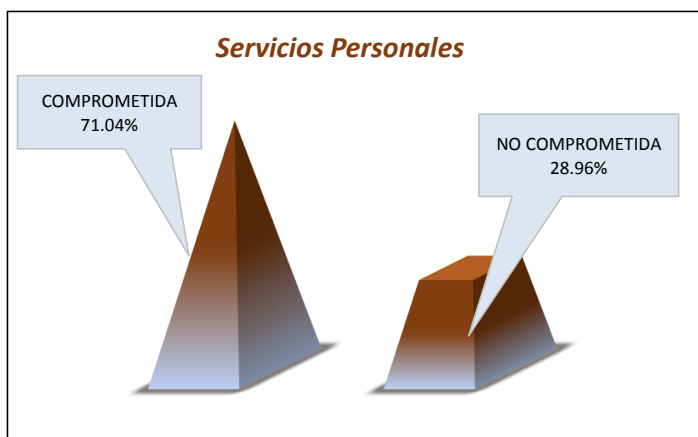 Servicios Personales
COMPROMETIDA
71.04%
NO COMPROMETIDA
28.96%